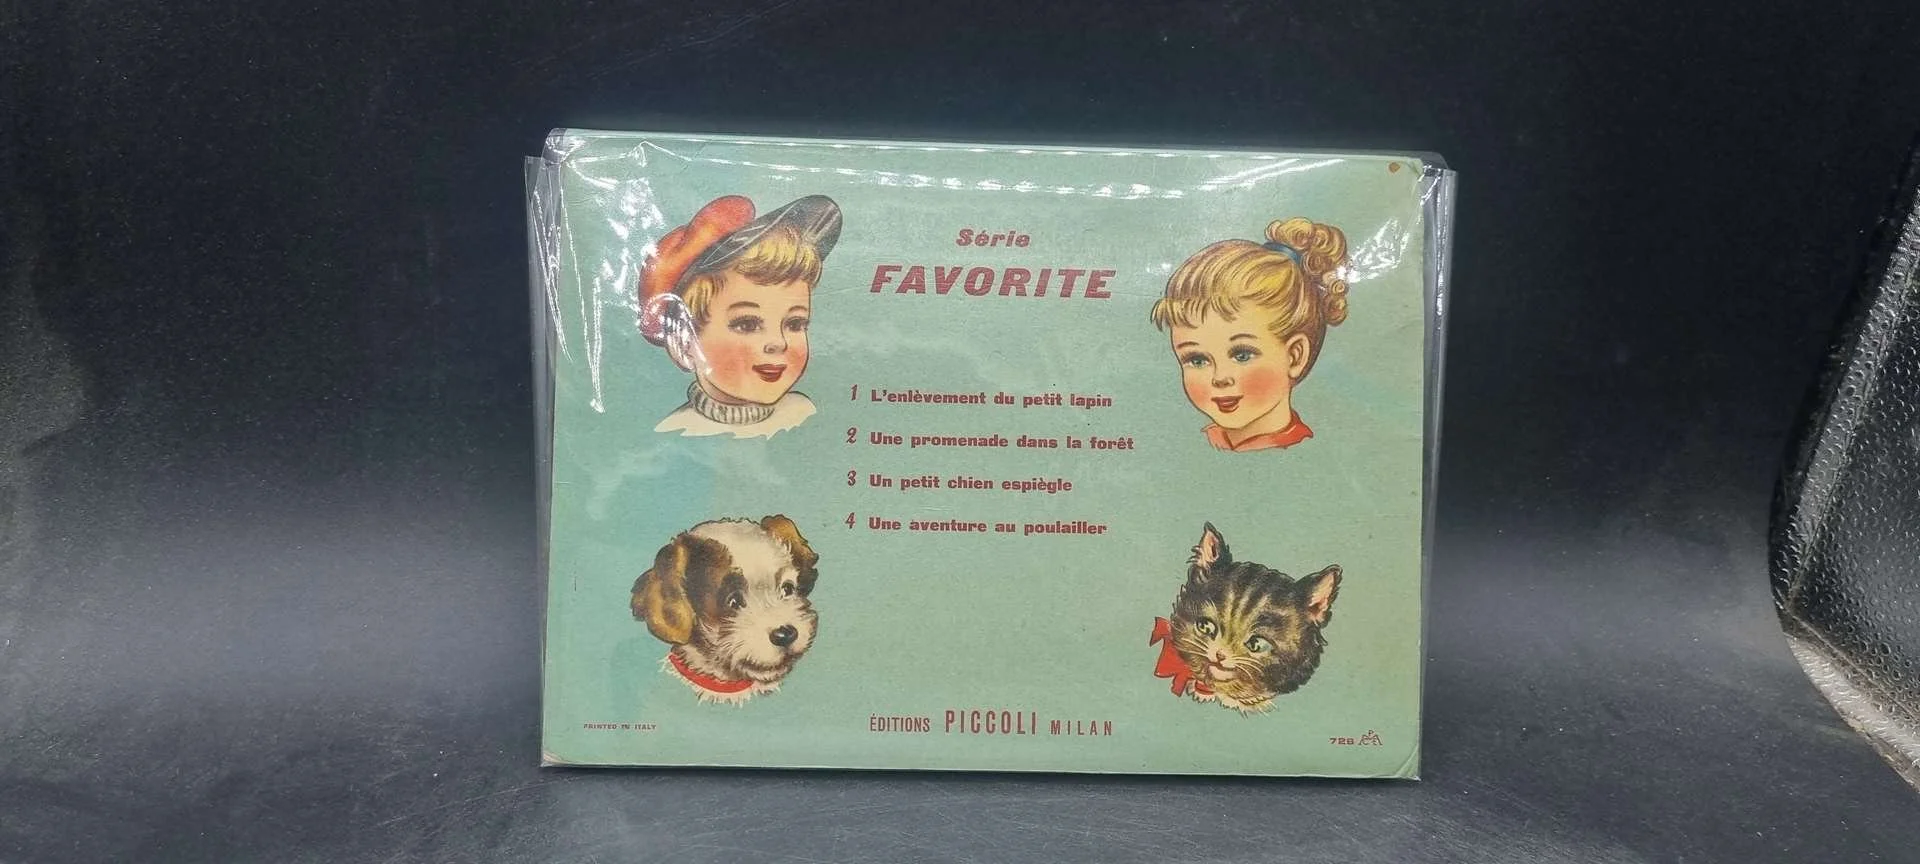 Série
FAVORITE
1 L'enlèvement du petit lapin
2 Une promenade dans la forêt
3 Un petit chien espiègle
4 Une aventure au poulailler
PRINTED IN ITALY
ÉDITIONS PICCOLI MILAN
726